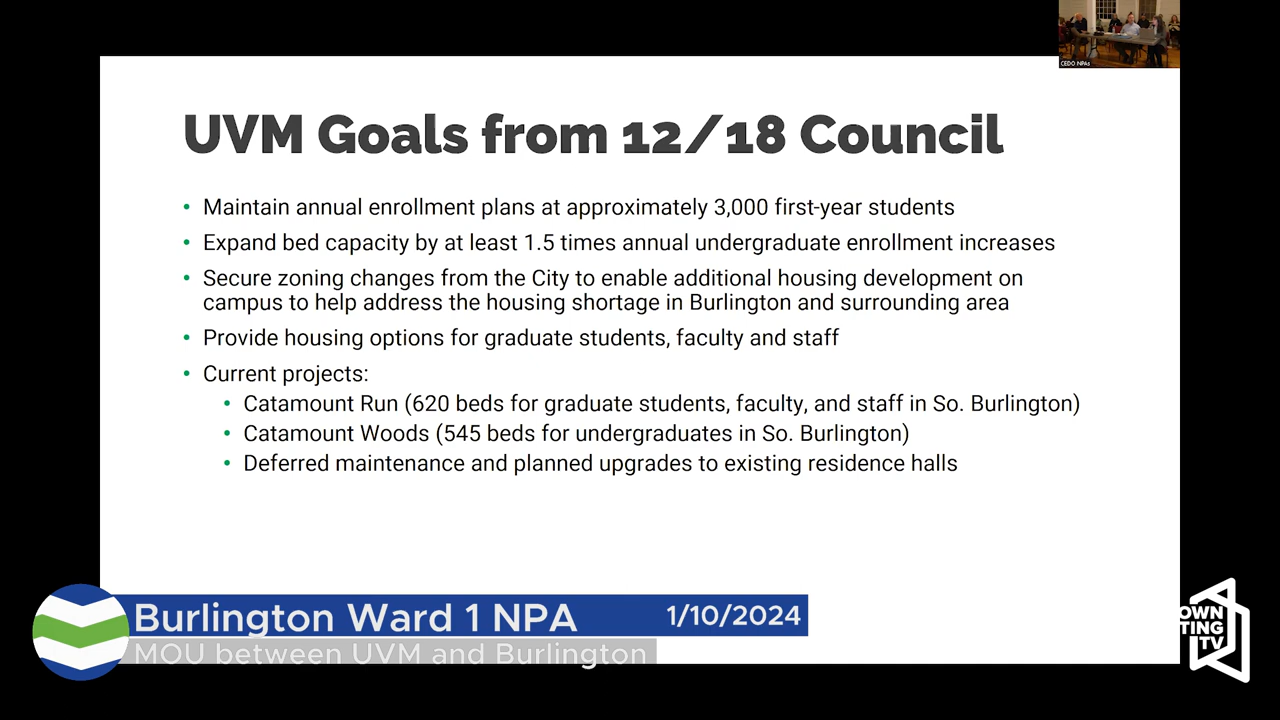 CEDO NPAs
UVM Goals from 12/18 Council
• Maintain annual enrollment plans at approximately 3,000 first-year students
• Expand bed capacity by at least 1.5 times annual undergraduate enrollment increases
• Secure zoning changes from the City to enable additional housing development on
campus to help address the housing shortage in Burlington and surrounding area
• Provide housing options for graduate students, faculty and staff
• Current projects:
• Catamount Run (620 beds for graduate students, faculty, and staff in So. Burlington)
• Catamount Woods (545 beds for undergraduates in So. Burlington)
• Deferred maintenance and planned upgrades to existing residence halls
Burlington Ward 1 NPA 1/10/2024
MOU between UVM and Burlington
OWN
TING
TV